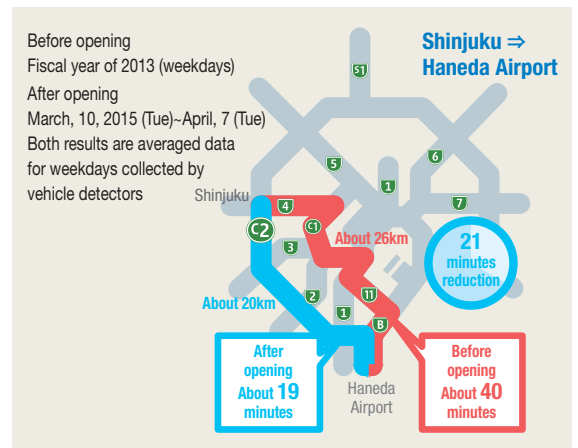 Before opening
Fiscal year of 2013 (weekdays)
After opening
March, 10, 2015 (Tue)~April, 7 (Tue)
Both results are averaged data
for weekdays collected by
vehicle detectors
Shinjuku ⇒
Haneda Airport
S1
5
6
1
7
Shinjuku
4
C2
C1
3
About 26km
21
minutes
reduction
About 20km
2
1
11
B
After
opening
About 19
minutes
Haneda
Airport
Before
opening
About 40
minutes